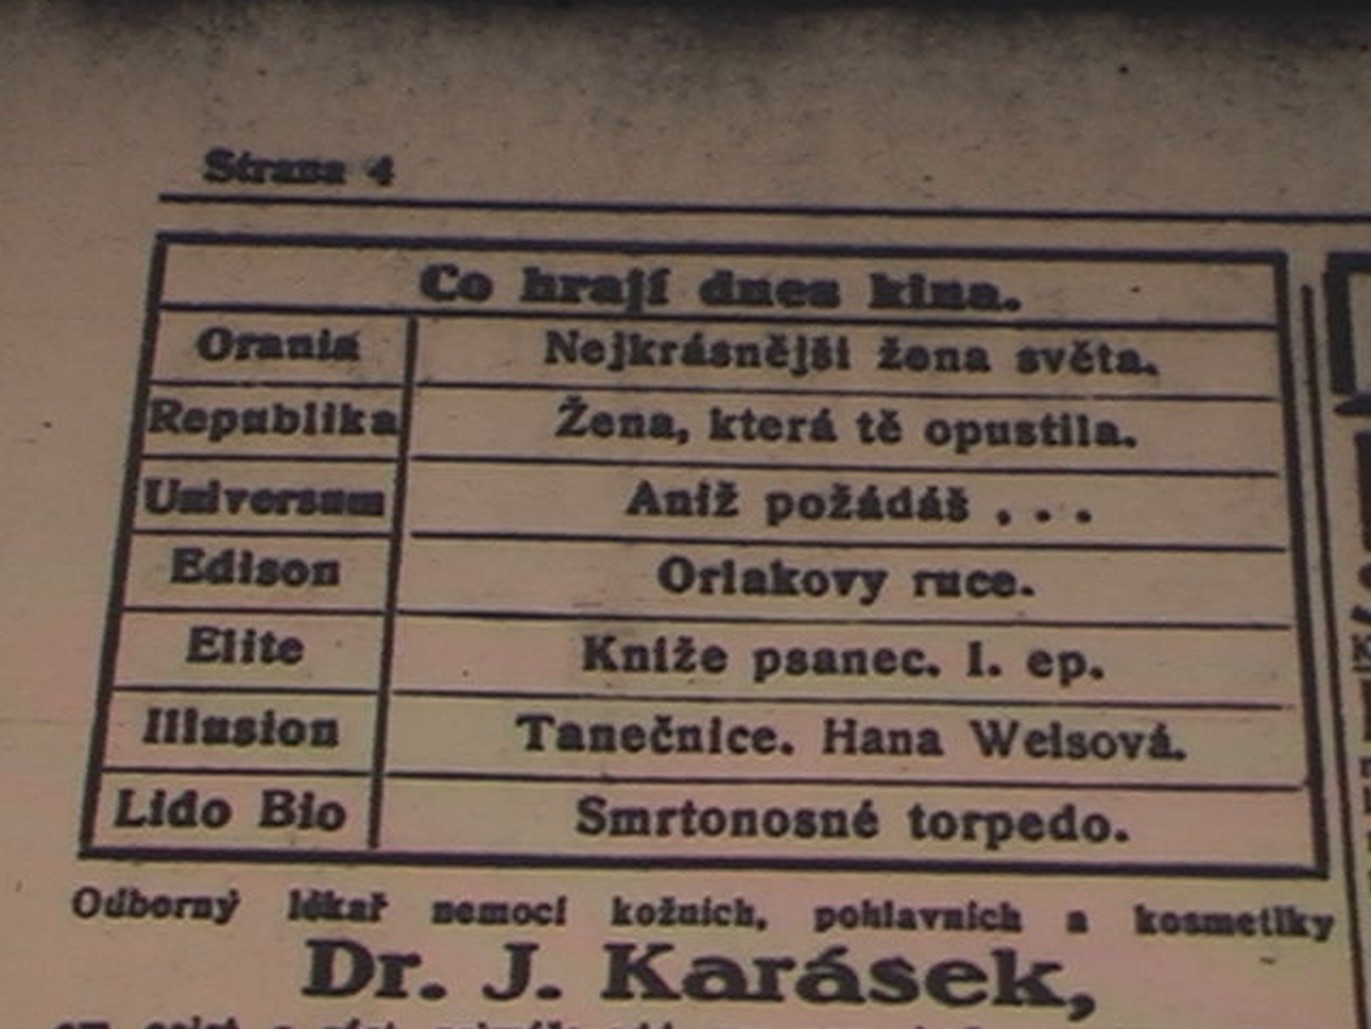 Strana 4
Co hrají dnes kina.
Orania Nejkrásnější žena světa.
Republika Žena, která tě opustila.
Universum Aniž požádáš . . .
Edison Orlakovy ruce.
Elite Kniže psanec. I. ep.
Illusion Tanečnice. Hana Weisová.
Lido Bio Smrtonosné torpedo.
Odborný lékař nemocí kožních, pohlavních a kosmetiky
Dr. J. Karásek,